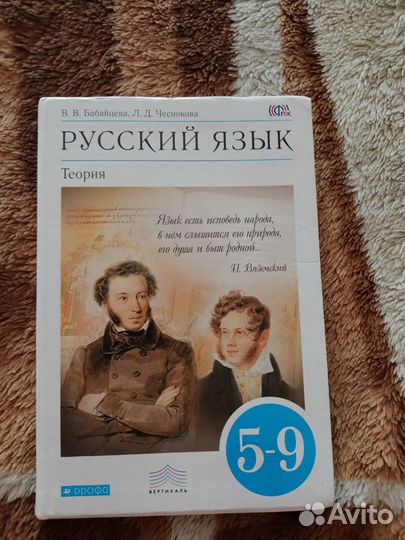 В. В. Бабайцева, Л. Д. Чеснокова
ФГОС
РУССКИЙ ЯЗЫК
Теория
Язык есть исповедь народа,
в нём слышится его природа,
его душа и быт родной...
П. Вяземский
5-9
дрофа
ВЕРТИКАЛЬ
Avito